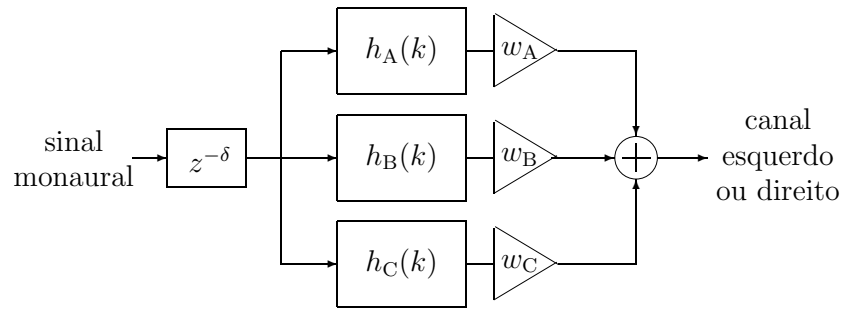 h_A(k)
w_A
sinal
monaural
z^{-δ}
h_B(k)
w_B
+
canal
esquerdo
ou direito
h_C(k)
w_C